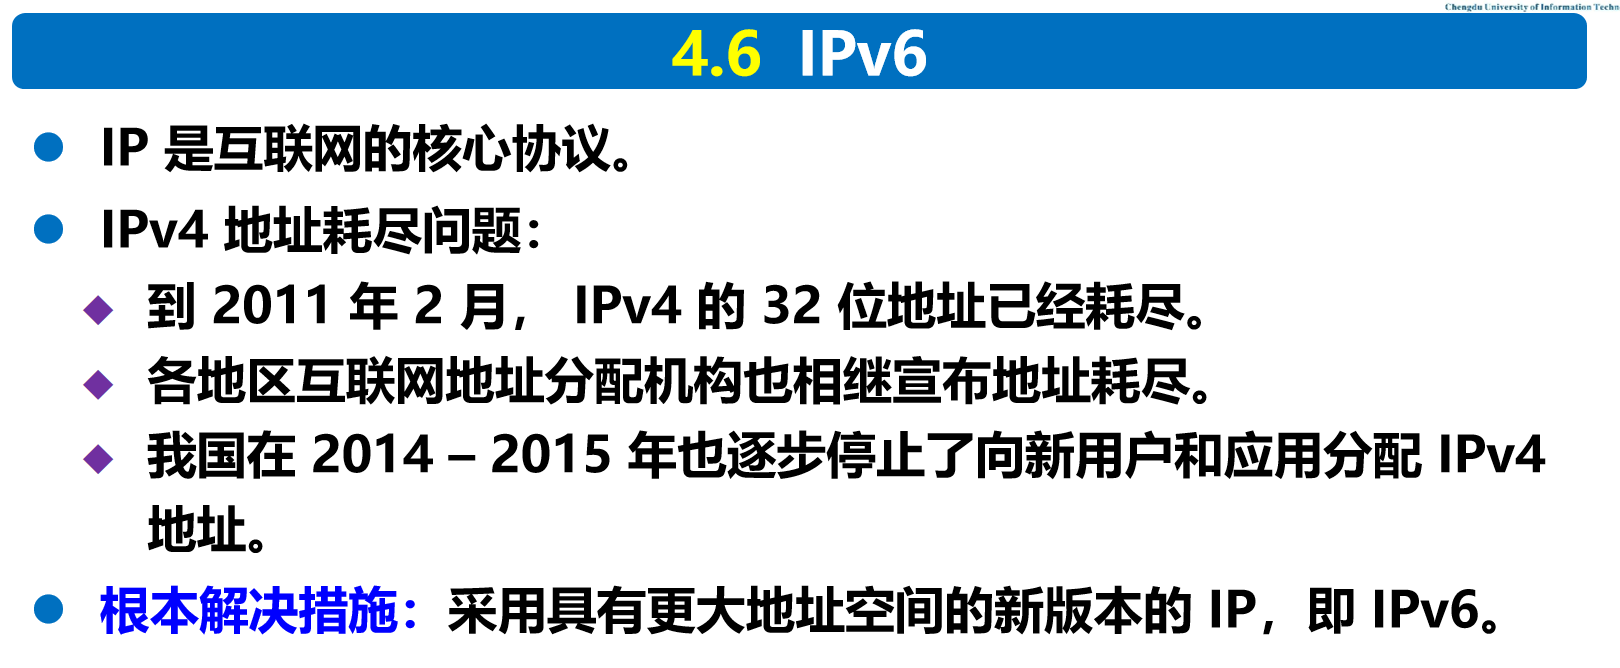 Chengdu University of Information Techn
4.6 IPv6
IP 是互联网的核心协议。
IPv4 地址耗尽问题：
到 2011 年 2 月， IPv4 的 32 位地址已经耗尽。
各地区互联网地址分配机构也相继宣布地址耗尽。
我国在 2014 – 2015 年也逐步停止了向新用户和应用分配 IPv4
地址。
根本解决措施：采用具有更大地址空间的新版本的 IP，即 IPv6。